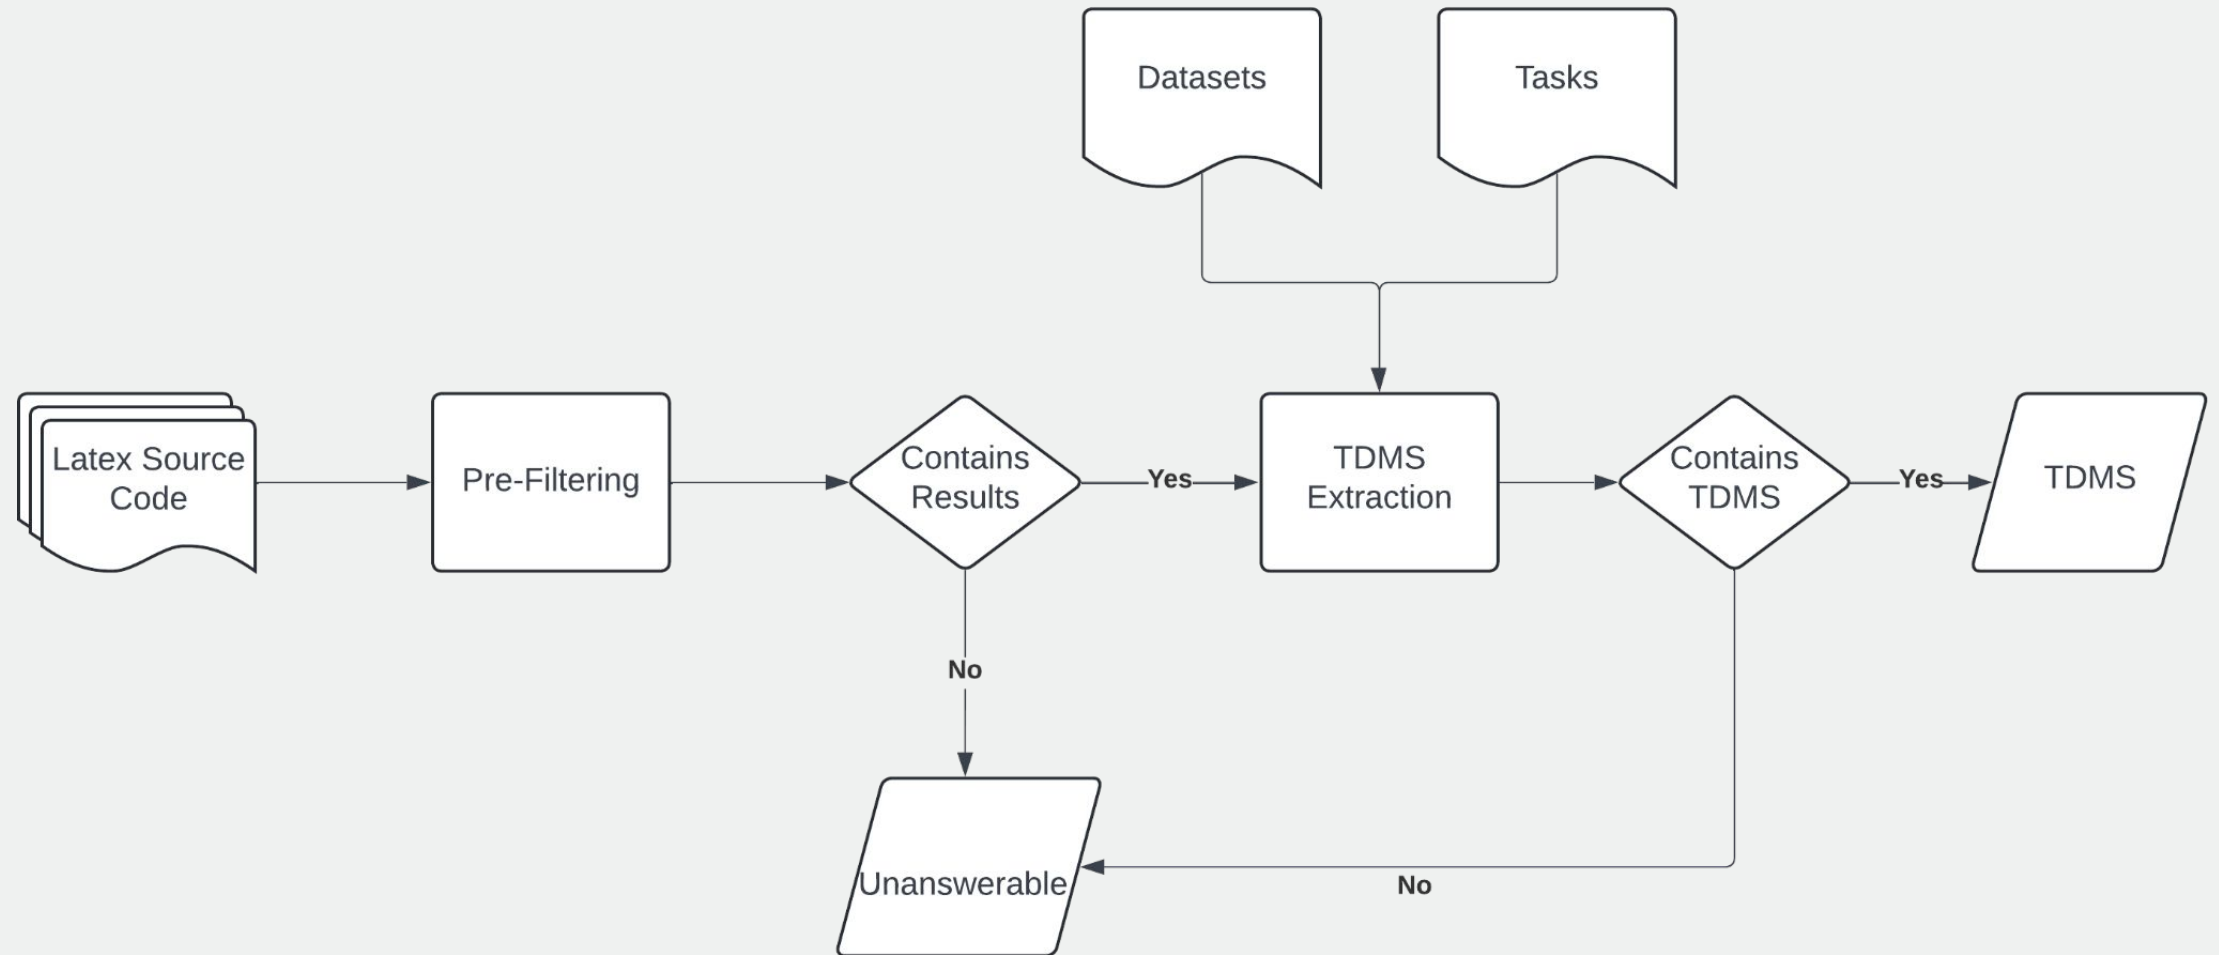 Datasets
Tasks
Latex Source
Code
Pre-Filtering
Contains
Results
Yes
TDMS
Extraction
Contains
TDMS
Yes
TDMS
No
Unanswerable
No